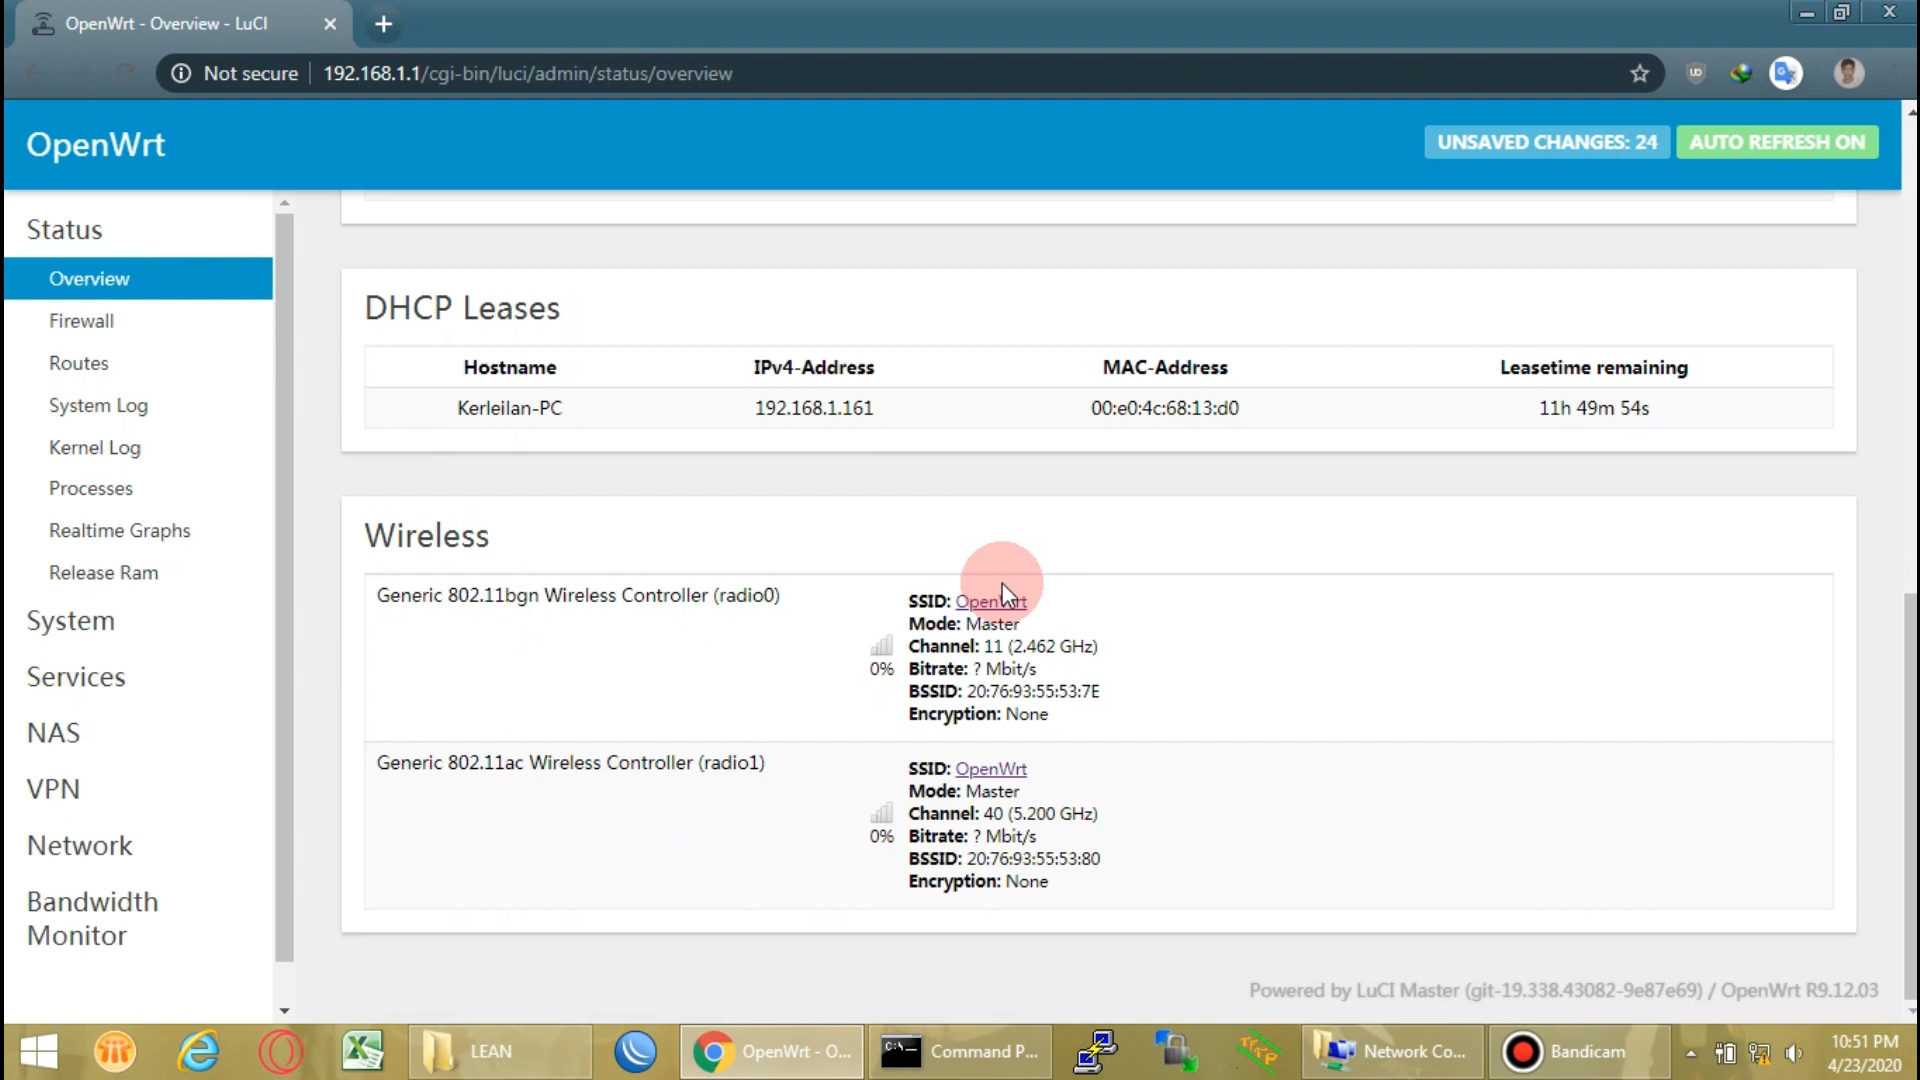 OpenWrt - Overview - LuCI
Not secure
192.168.1.1/cgi-bin/luci/admin/status/overview
OpenWrt
UNSAVED CHANGES: 24
AUTO REFRESH ON
Status
Overview
Firewall
Routes
System Log
Kernel Log
Processes
Realtime Graphs
Release Ram
System
Services
NAS
VPN
Network
Bandwidth
Monitor
DHCP Leases
Hostname IPv4-Address MAC-Address Leasetime remaining
Kerleilan-PC 192.168.1.161 00:e0:4c:68:13:d0 11h 49m 54s
Wireless
Generic 802.11bgn Wireless Controller (radio0)
0%
SSID: OpenWrt
Mode: Master
Channel: 11 (2.462 GHz)
Bitrate: ? Mbit/s
BSSID: 20:76:93:55:53:7E
Encryption: None
Generic 802.11ac Wireless Controller (radio1)
0%
SSID: OpenWrt
Mode: Master
Channel: 40 (5.200 GHz)
Bitrate: ? Mbit/s
BSSID: 20:76:93:55:53:80
Encryption: None
Powered by LuCI Master (git-19.338.43082-9e87e69) / OpenWrt R9.12.03
LEAN
OpenWrt - O...
C:\_
Command P...
TFTP
Network Co...
Bandicam
10:51 PM
4/23/2020